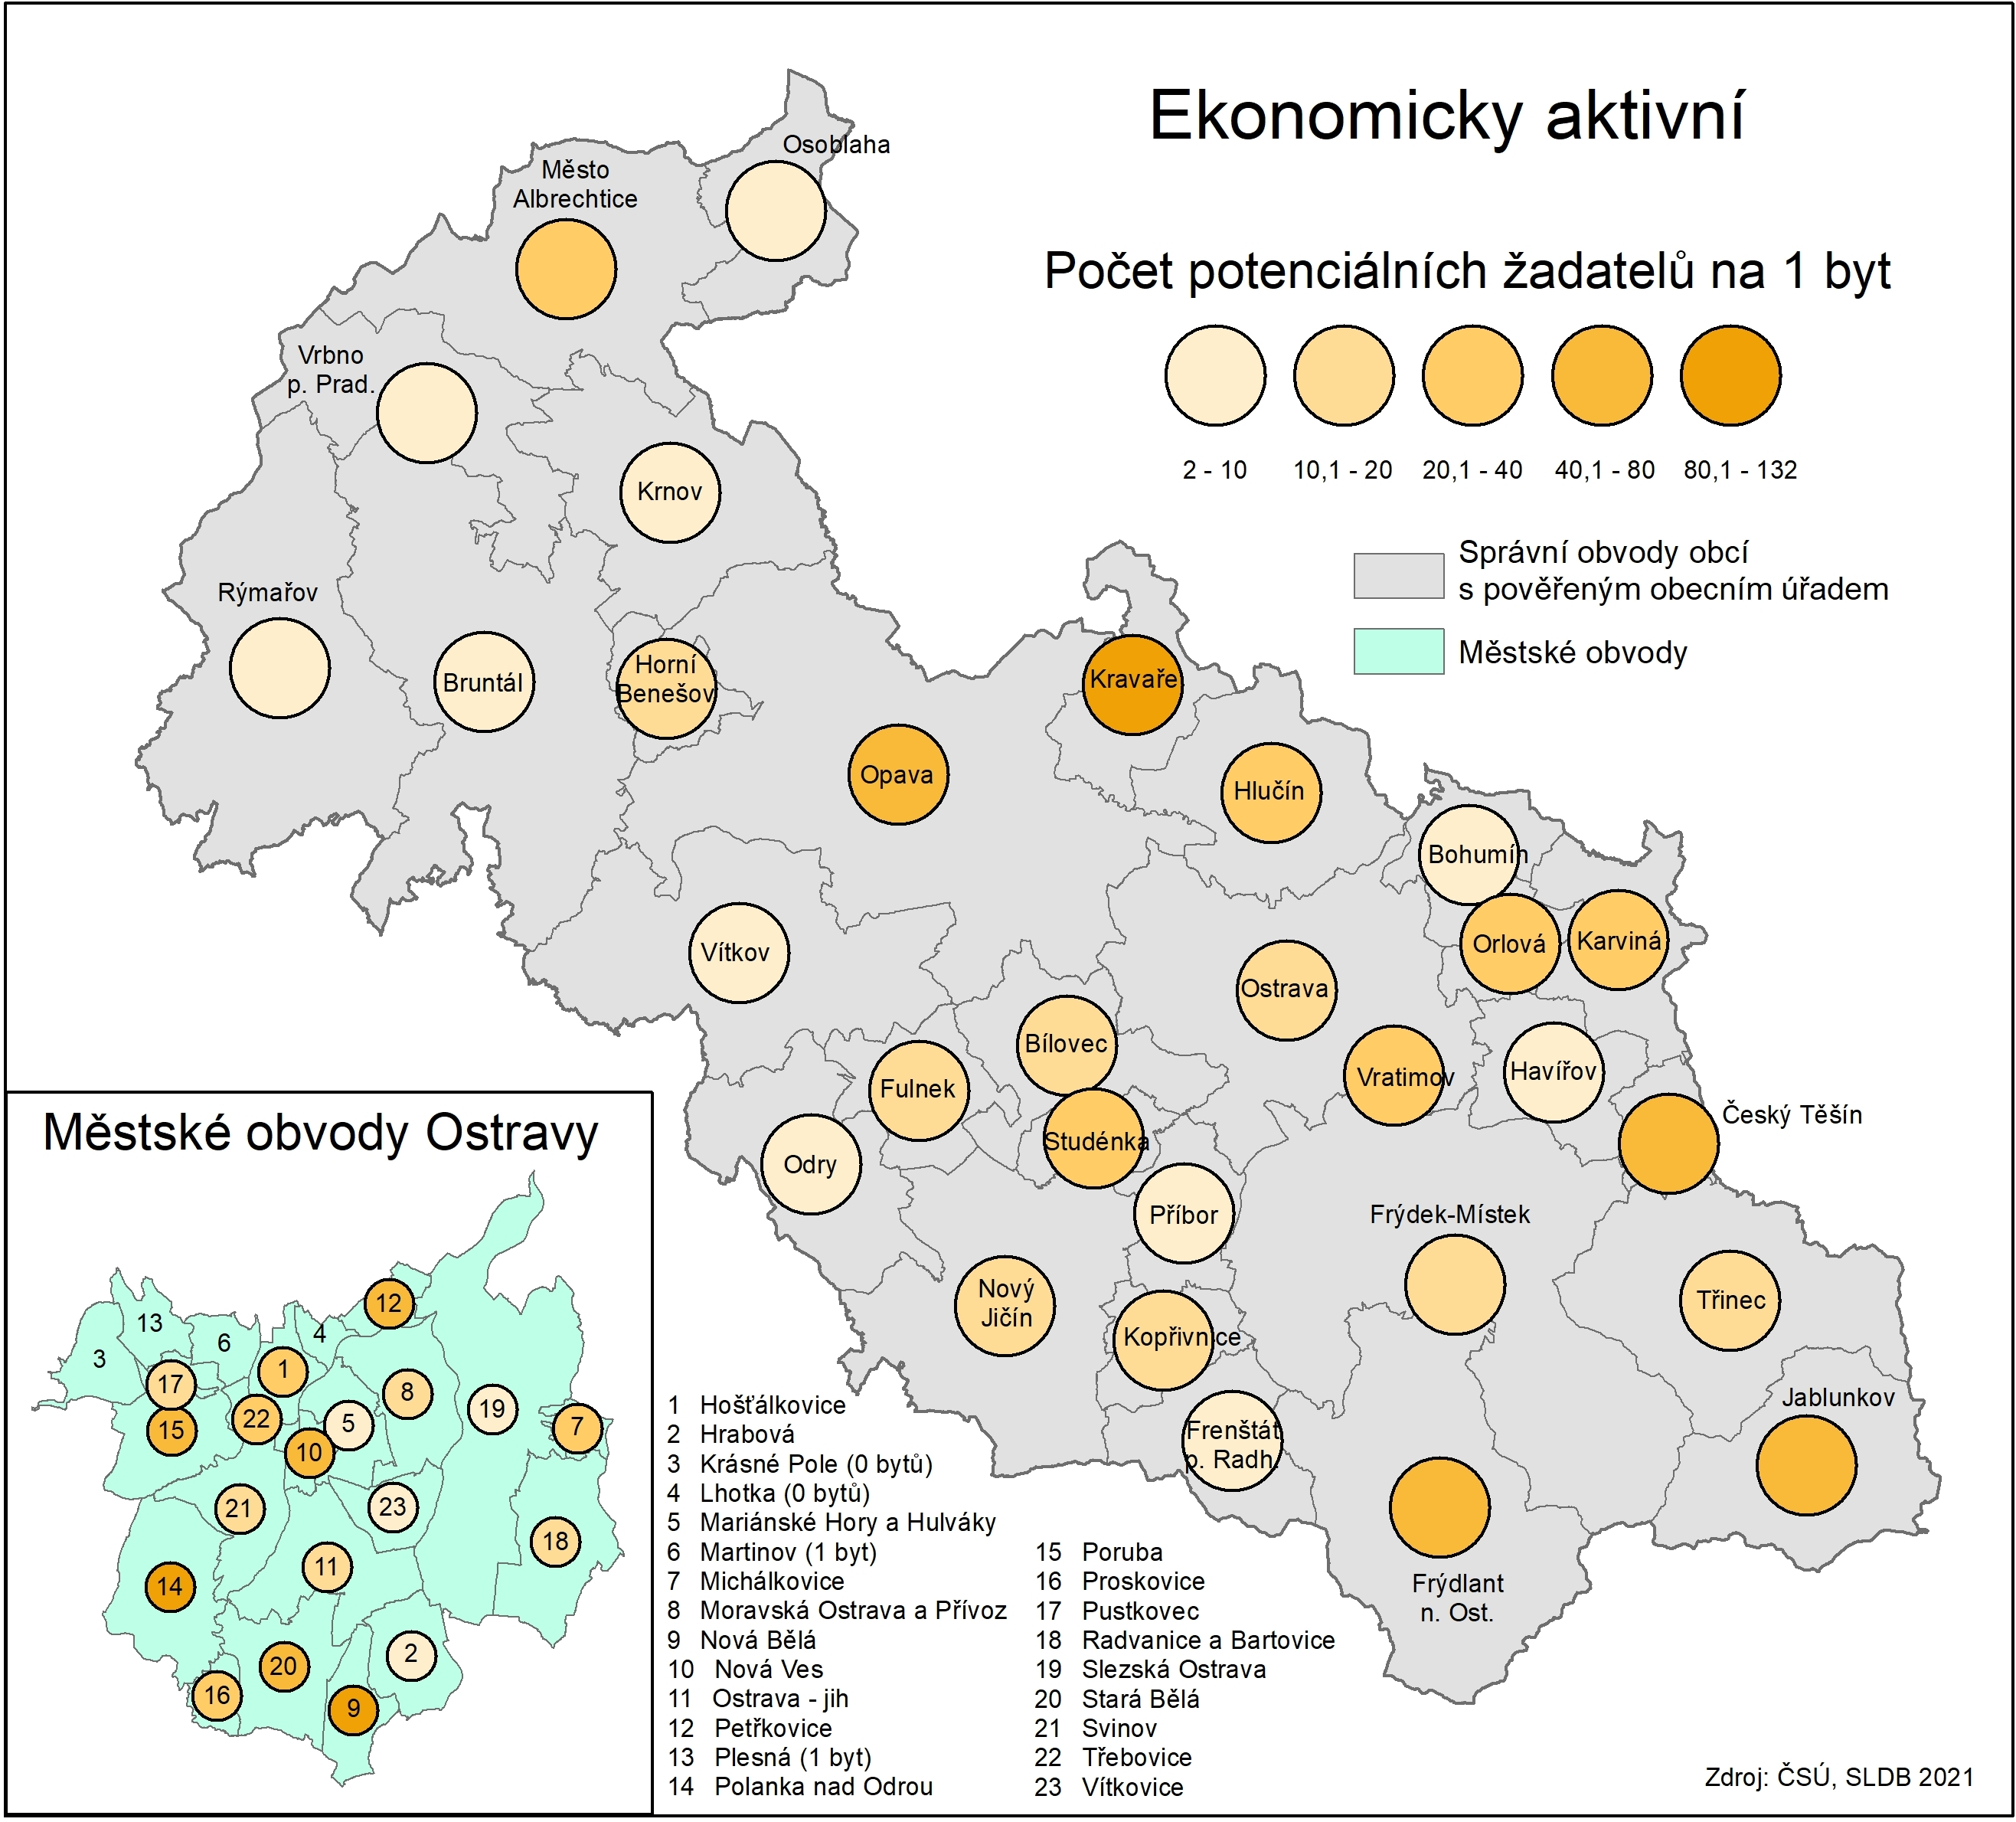 Ekonomicky aktivní
Počet potenciálních žadatelů na 1 byt
2 - 10
10,1 - 20
20,1 - 40
40,1 - 80
80,1 - 132
Správní obvody obcí
s pověřeným obecním úřadem
Městské obvody
Osoblaha
Město
Albrechtice
Vrbno
p. Prad.
Krnov
Rýmařov
Bruntál
Horní
Benešov
Kravaře
Opava
Hlučín
Bohumín
Orlová
Karviná
Vítkov
Ostrava
Bílovec
Vratimov
Havířov
Fulnek
Český Těšín
Studénka
Odry
Příbor
Frýdek-Místek
Nový
Jičín
Třinec
Kopřivnice
Jablunkov
Frenštát
p. Radh.
Frýdlant
n. Ost.
Městské obvody Ostravy
12
13
4
6
3
1
17
8
19
22
5
7
15
10
21
23
18
11
14
2
20
16
9
1 Hošťálkovice
2 Hrabová
3 Krásné Pole (0 bytů)
4 Lhotka (0 bytů)
5 Mariánské Hory a Hulváky
6 Martinov (1 byt)
7 Michálkovice
8 Moravská Ostrava a Přívoz
9 Nová Bělá
10 Nová Ves
11 Ostrava - jih
12 Petřkovice
13 Plesná (1 byt)
14 Polanka nad Odrou
15 Poruba
16 Proskovice
17 Pustkovec
18 Radvanice a Bartovice
19 Slezská Ostrava
20 Stará Bělá
21 Svinov
22 Třebovice
23 Vítkovice
Zdroj: ČSÚ, SLDB 2021